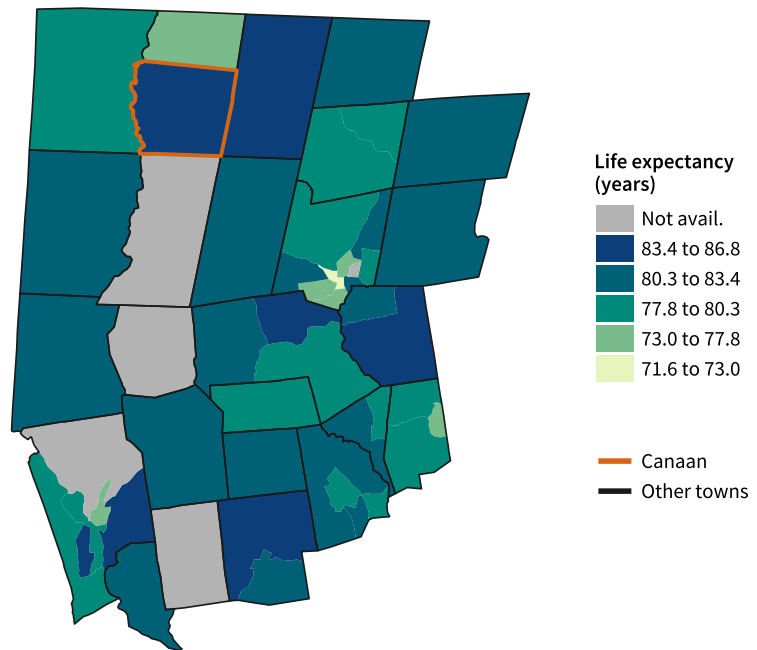 Life expectancy
(years)
Not avail.
83.4 to 86.8
80.3 to 83.4
77.8 to 80.3
73.0 to 77.8
71.6 to 73.0
Canaan
Other towns